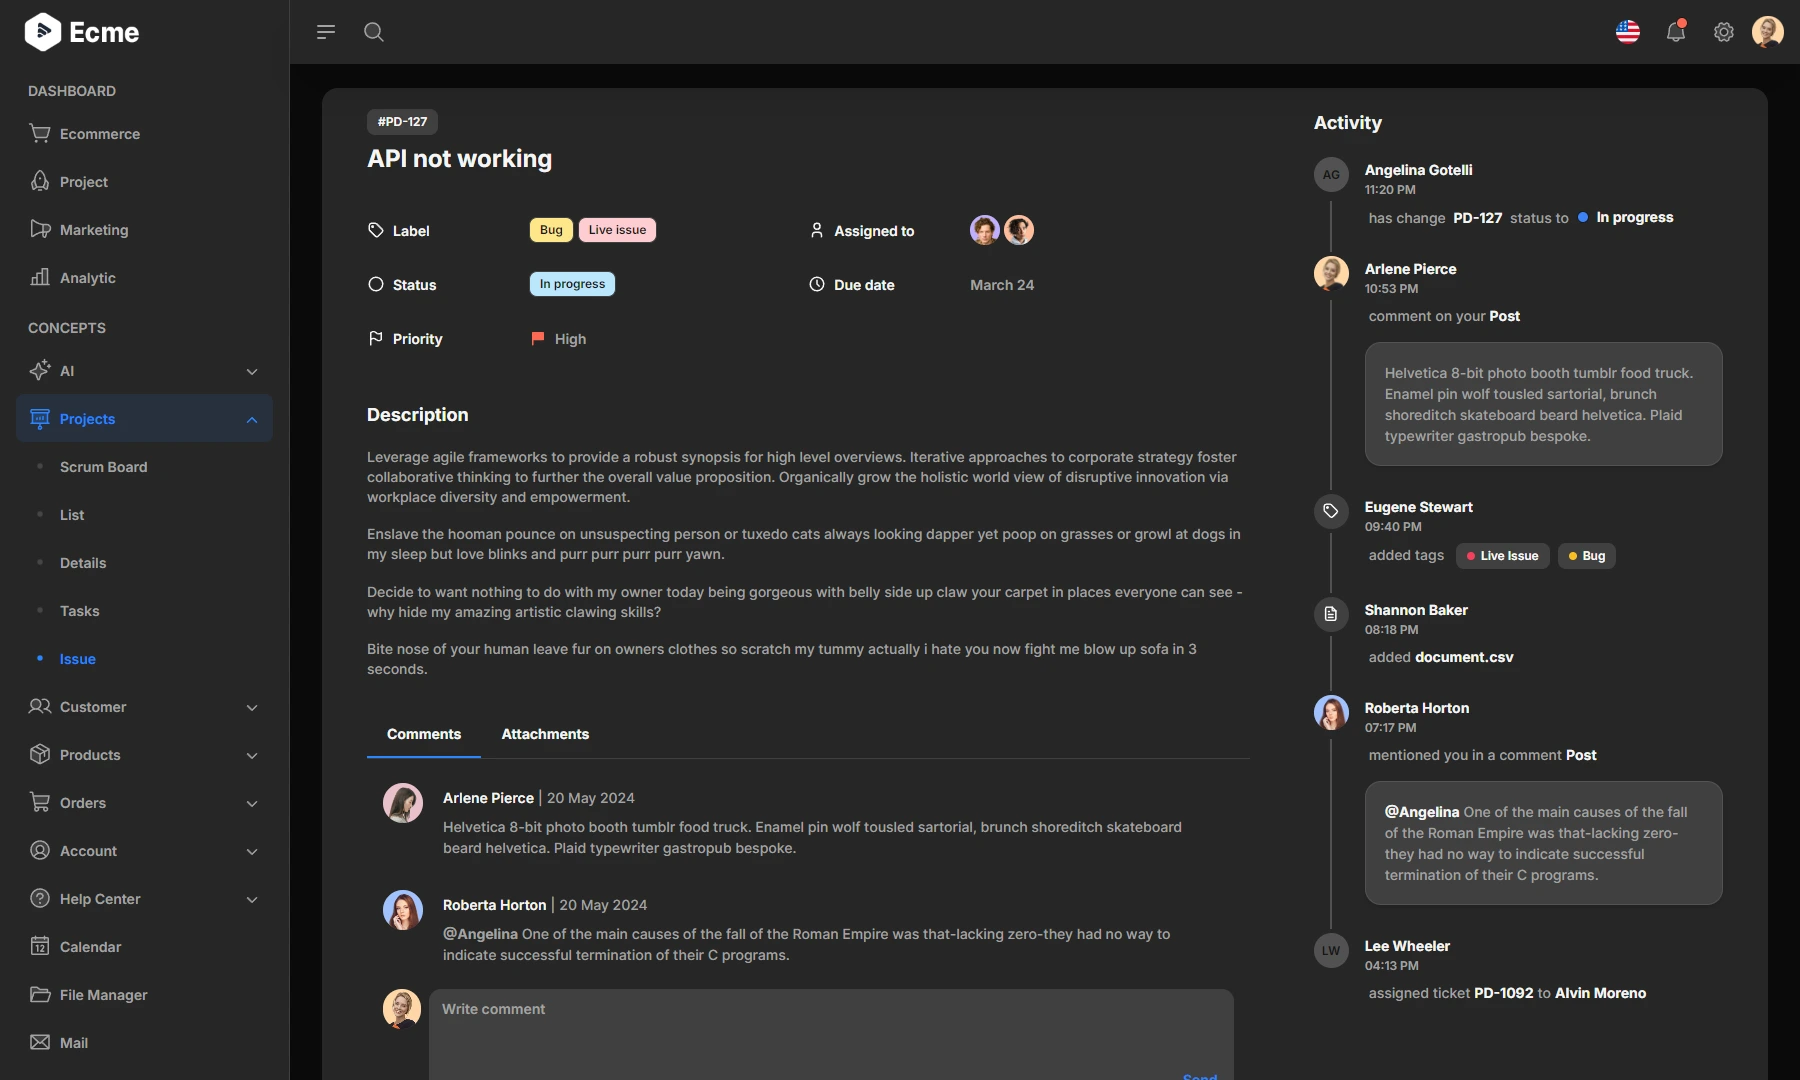 Ecme
DASHBOARD
Ecommerce
Project
Marketing
Analytic
CONCEPTS
AI
Projects
Scrum Board
List
Details
Tasks
Issue
Customer
Products
Orders
Account
Help Center
12
Calendar
File Manager
Mail
#PD-127
API not working
Label
Bug
Live issue
Assigned to
Status
In progress
Due date
March 24
Priority
High
Description
Leverage agile frameworks to provide a robust synopsis for high level overviews. Iterative approaches to corporate strategy foster
collaborative thinking to further the overall value proposition. Organically grow the holistic world view of disruptive innovation via
workplace diversity and empowerment.
Enslave the hooman pounce on unsuspecting person or tuxedo cats always looking dapper yet poop on grasses or growl at dogs in
my sleep but love blinks and purr purr purr purr yawn.
Decide to want nothing to do with my owner today being gorgeous with belly side up claw your carpet in places everyone can see -
why hide my amazing artistic clawing skills?
Bite nose of your human leave fur on owners clothes so scratch my tummy actually i hate you now fight me blow up sofa in 3
seconds.
Comments
Attachments
Arlene Pierce | 20 May 2024
Helvetica 8-bit photo booth tumblr food truck. Enamel pin wolf tousled sartorial, brunch shoreditch skateboard
beard helvetica. Plaid typewriter gastropub bespoke.
Roberta Horton | 20 May 2024
@Angelina One of the main causes of the fall of the Roman Empire was that-lacking zero-they had no way to
indicate successful termination of their C programs.
Write comment
Send
Activity
AG
Angelina Gotelli
11:20 PM
has change PD-127 status to In progress
Arlene Pierce
10:53 PM
comment on your Post
Helvetica 8-bit photo booth tumblr food truck.
Enamel pin wolf tousled sartorial, brunch
shoreditch skateboard beard helvetica. Plaid
typewriter gastropub bespoke.
Eugene Stewart
09:40 PM
added tags Live Issue Bug
Shannon Baker
08:18 PM
added document.csv
Roberta Horton
07:17 PM
mentioned you in a comment Post
@Angelina One of the main causes of the fall
of the Roman Empire was that-lacking zero-
they had no way to indicate successful
termination of their C programs.
LW
Lee Wheeler
04:13 PM
assigned ticket PD-1092 to Alvin Moreno